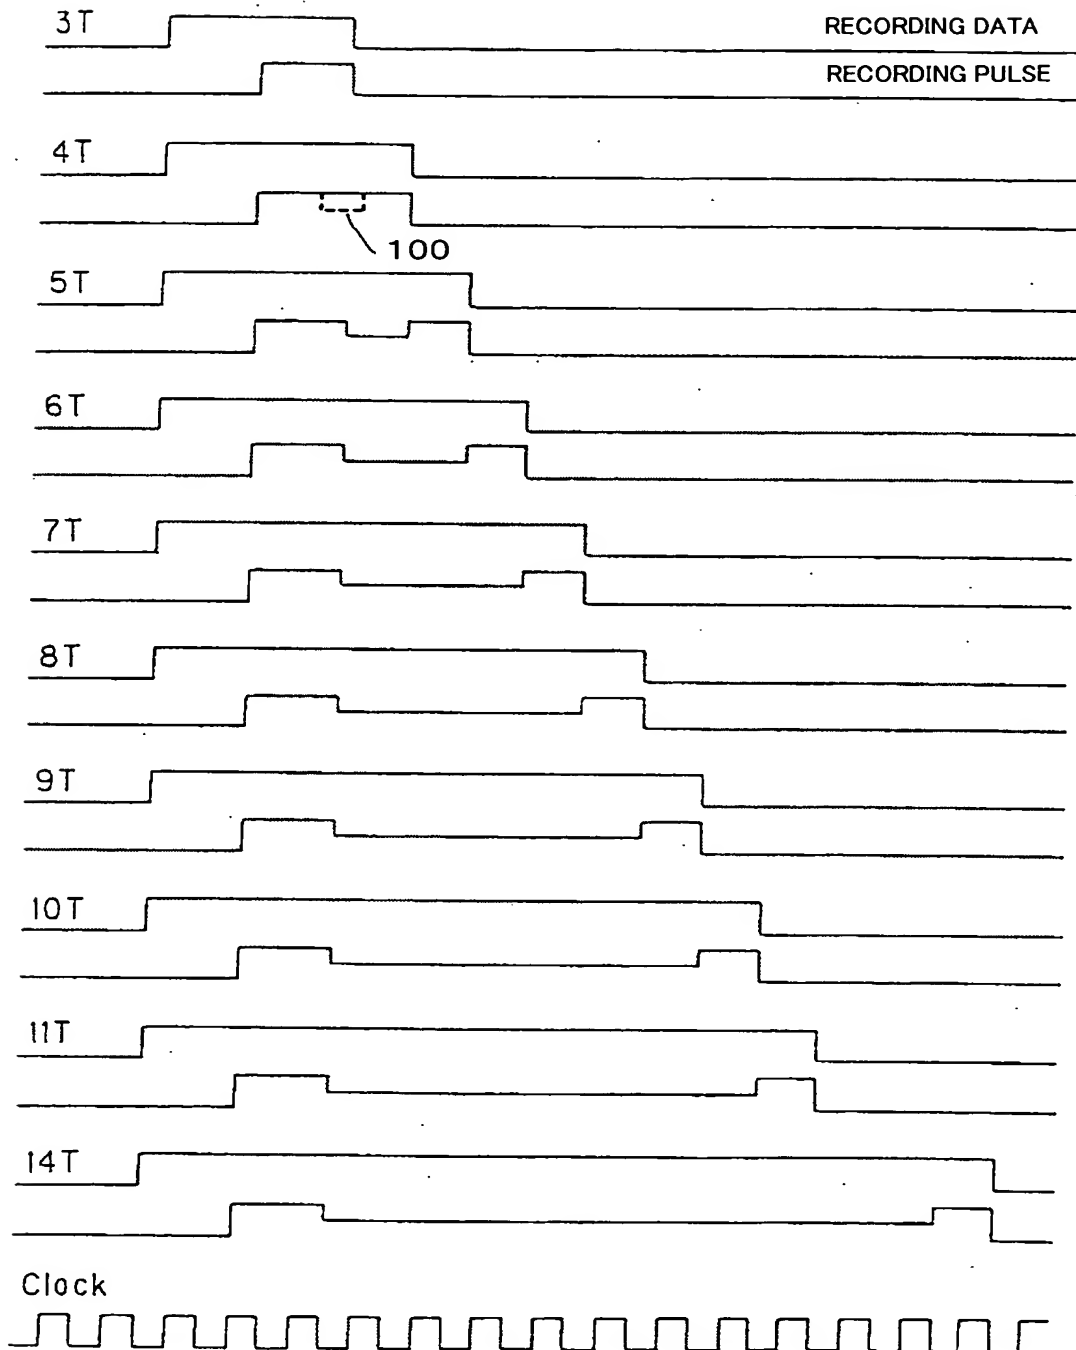 3T RECORDING DATA
RECORDING PULSE
4T
100
5T
6T
7T
8T
9T
10T
11T
14T
Clock